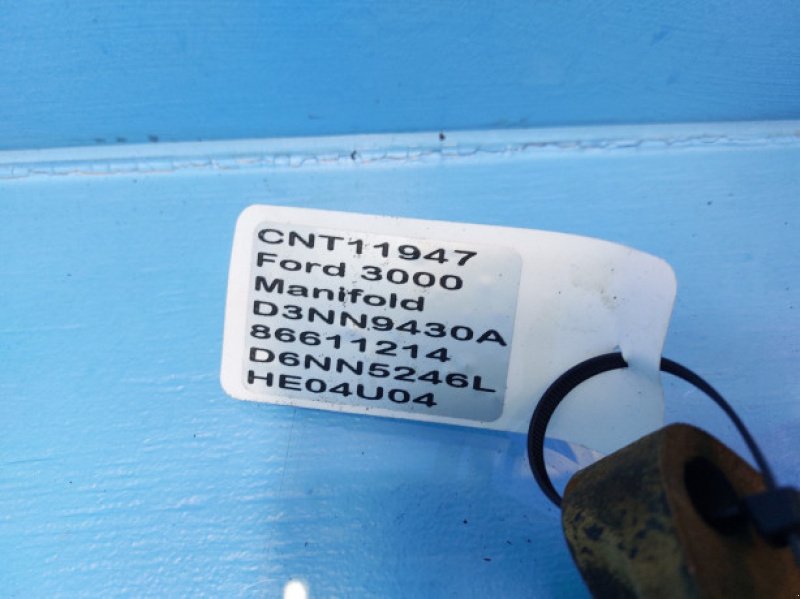 CNT11947
Ford 3000
Manifold
D3NN9430A
86611214
D6NN5246L
HE04U04